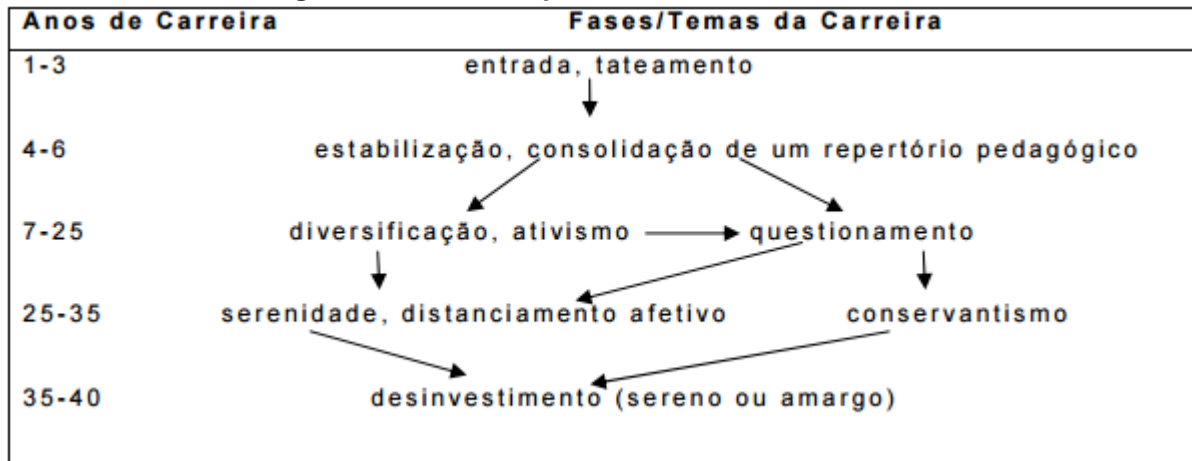 Anos de Carreira Fases/Temas da Carreira
1-3 entrada, tateamento
4-6 estabilização, consolidação de um repertório pedagógico
7-25 diversificação, ativismo questionamento
25-35 serenidade, distanciamento afetivo conservantismo
35-40 desinvestimento (sereno ou amargo)